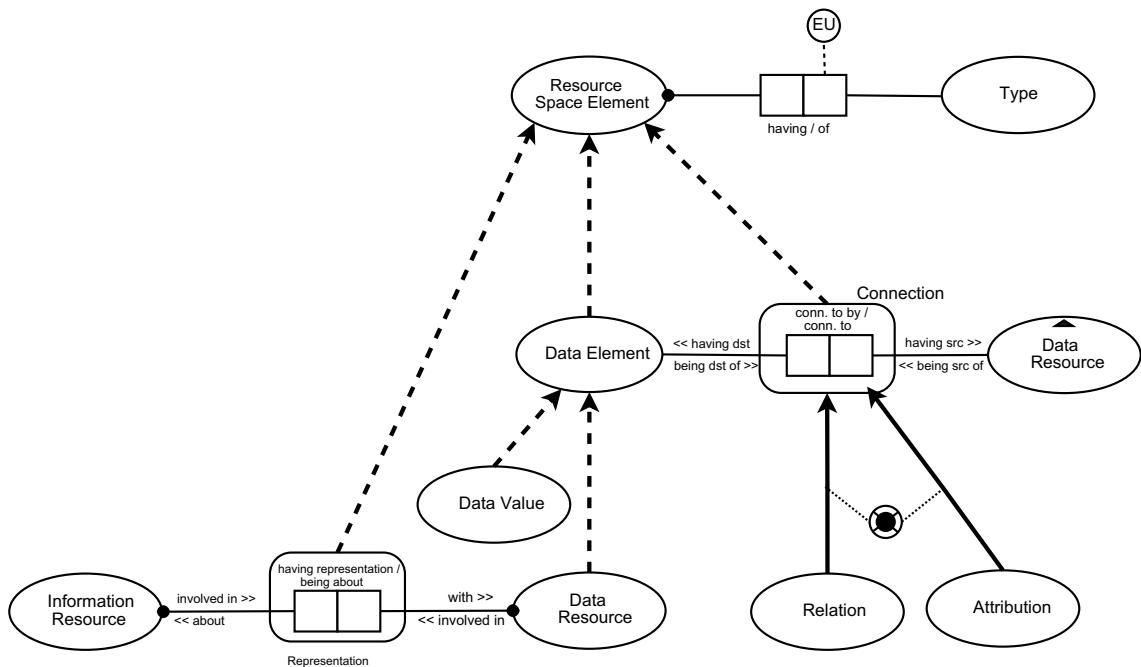 EU
Resource
Space Element
Type
having / of
Connection
conn. to by /
conn. to
Data Element
<< having dst
being dst of >>
having src >>
<< being src of
Data
Resource
Data Value
having representation /
being about
Information
Resource
involved in >>
<< about
with >>
<< involved in
Data
Resource
Relation
Attribution
Representation